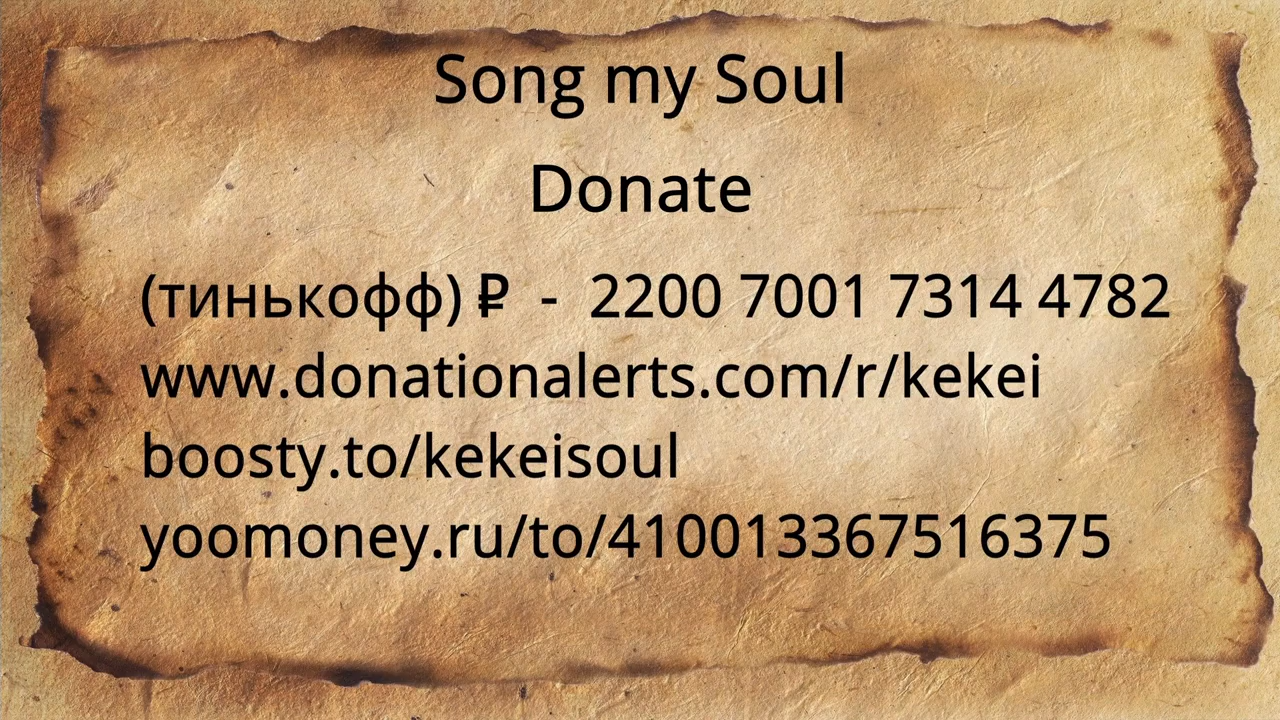 Song my Soul
Donate
(тинькофф) ₽ - 2200 7001 7314 4782
www.donationalerts.com/r/kekei
boosty.to/kekeisoul
yoomoney.ru/to/410013367516375